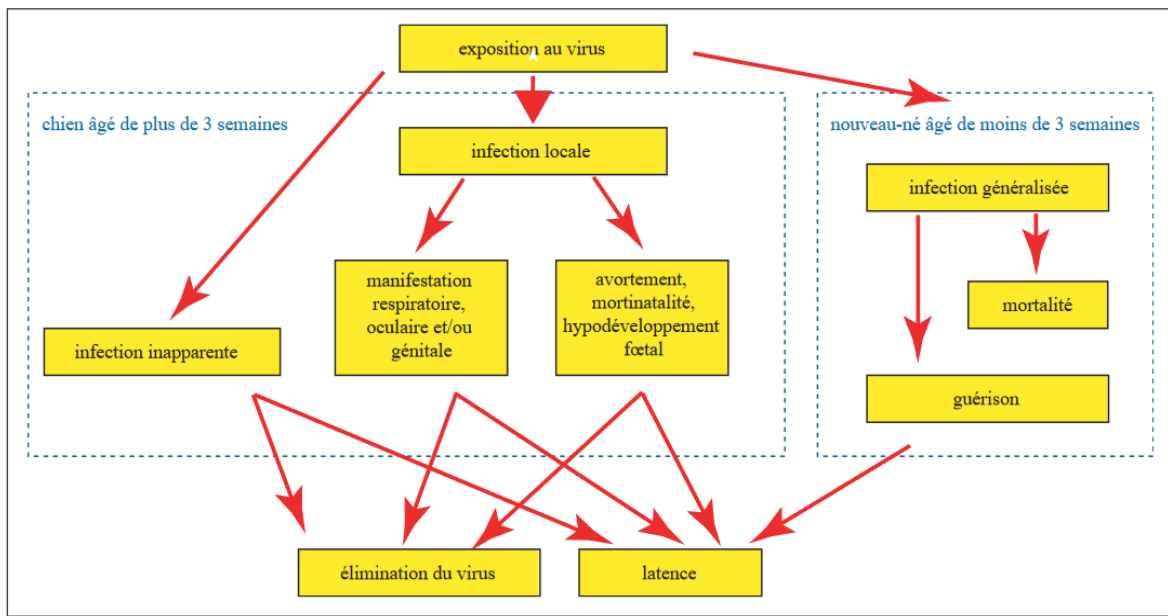 exposition au virus
chien âgé de plus de 3 semaines
nouveau-né âgé de moins de 3 semaines
infection locale
infection généralisée
manifestation
respiratoire,
oculaire et/ou
génitale
avortement,
mortinatalité,
hypodéveloppement
fœtal
mortalité
infection inapparente
guérison
élimination du virus
latence